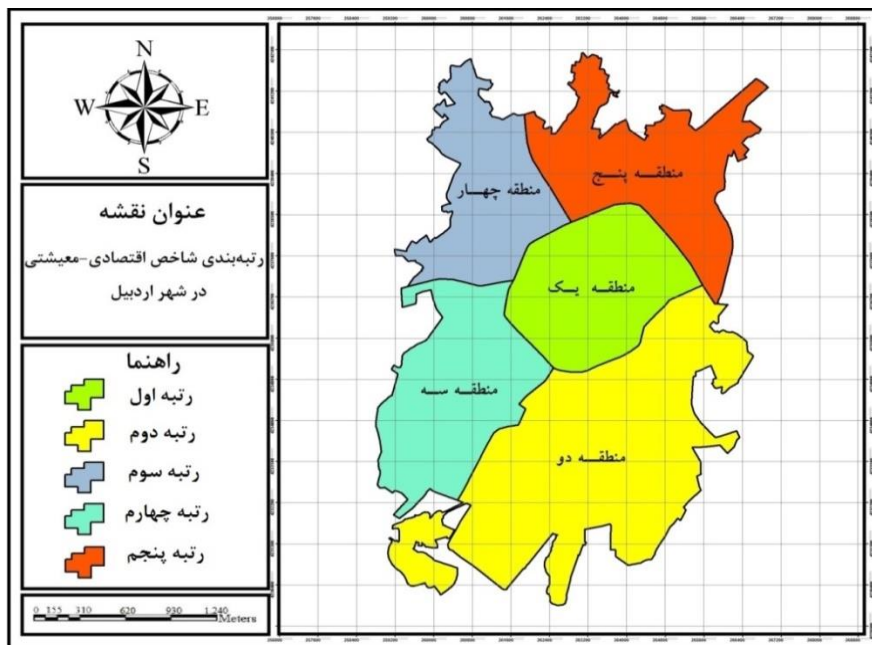 N
W E
S
عنوان نقشه
رتبه‌بندی شاخص اقتصادی-معیشتی
در شهر اردبیل
راهنما
رتبه اول
رتبه دوم
رتبه سوم
رتبه چهارم
رتبه پنجم
0 155 310 620 930 1,240
Meters
منطقه پنج
منطقه چهار
منطقه یک
منطقه سه
منطقه دو